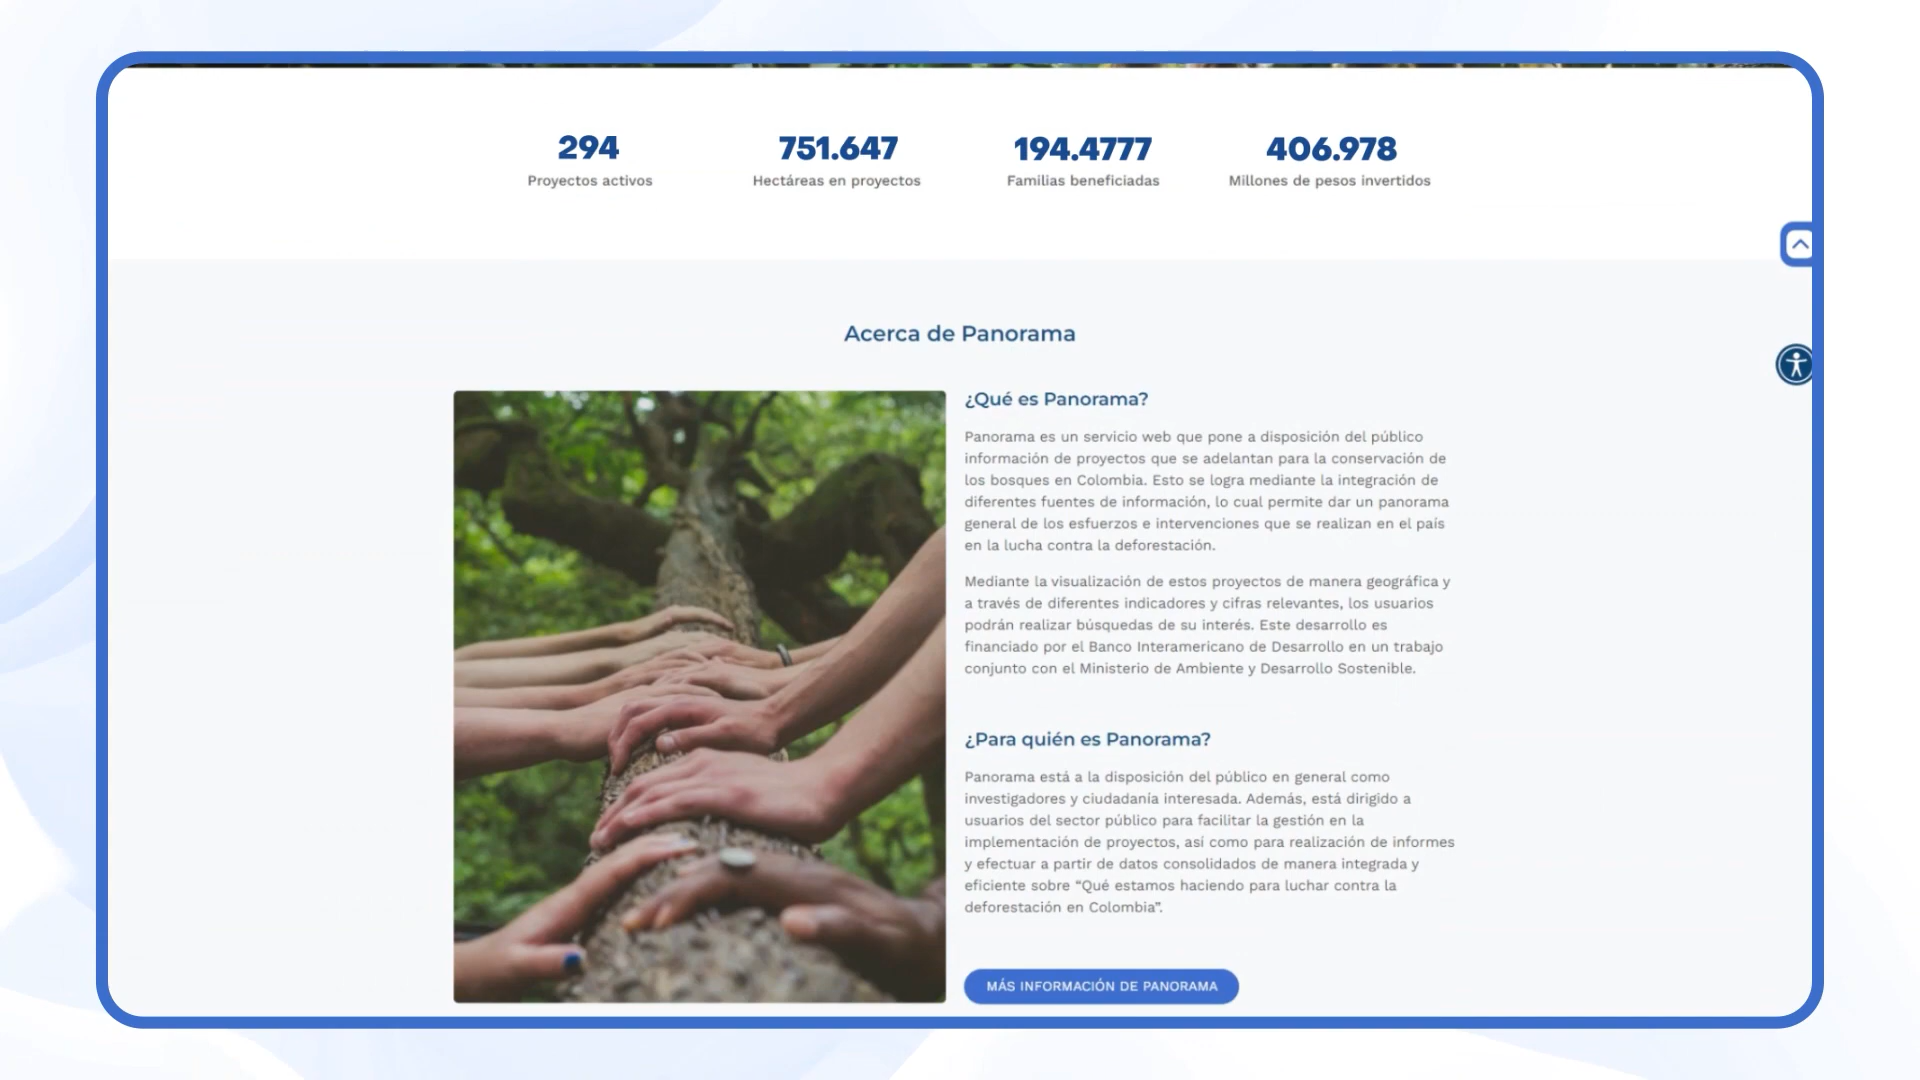 294
Proyectos activos
751.647
Hectáreas en proyectos
194.4777
Familias beneficiadas
406.978
Millones de pesos invertidos
Acerca de Panorama
¿Qué es Panorama?
Panorama es un servicio web que pone a disposición del público
información de proyectos que se adelantan para la conservación de
los bosques en Colombia. Esto se logra mediante la integración de
diferentes fuentes de información, lo cual permite dar un panorama
general de los esfuerzos e intervenciones que se realizan en el país
en la lucha contra la deforestación.
Mediante la visualización de estos proyectos de manera geográfica y
a través de diferentes indicadores y cifras relevantes, los usuarios
podrán realizar búsquedas de su interés. Este desarrollo es
financiado por el Banco Interamericano de Desarrollo en un trabajo
conjunto con el Ministerio de Ambiente y Desarrollo Sostenible.
¿Para quién es Panorama?
Panorama está a la disposición del público en general como
investigadores y ciudadanía interesada. Además, está dirigido a
usuarios del sector público para facilitar la gestión en la
implementación de proyectos, así como para realización de informes
y efectuar a partir de datos consolidados de manera integrada y
eficiente sobre “Qué estamos haciendo para luchar contra la
deforestación en Colombia”.
MÁS INFORMACIÓN DE PANORAMA